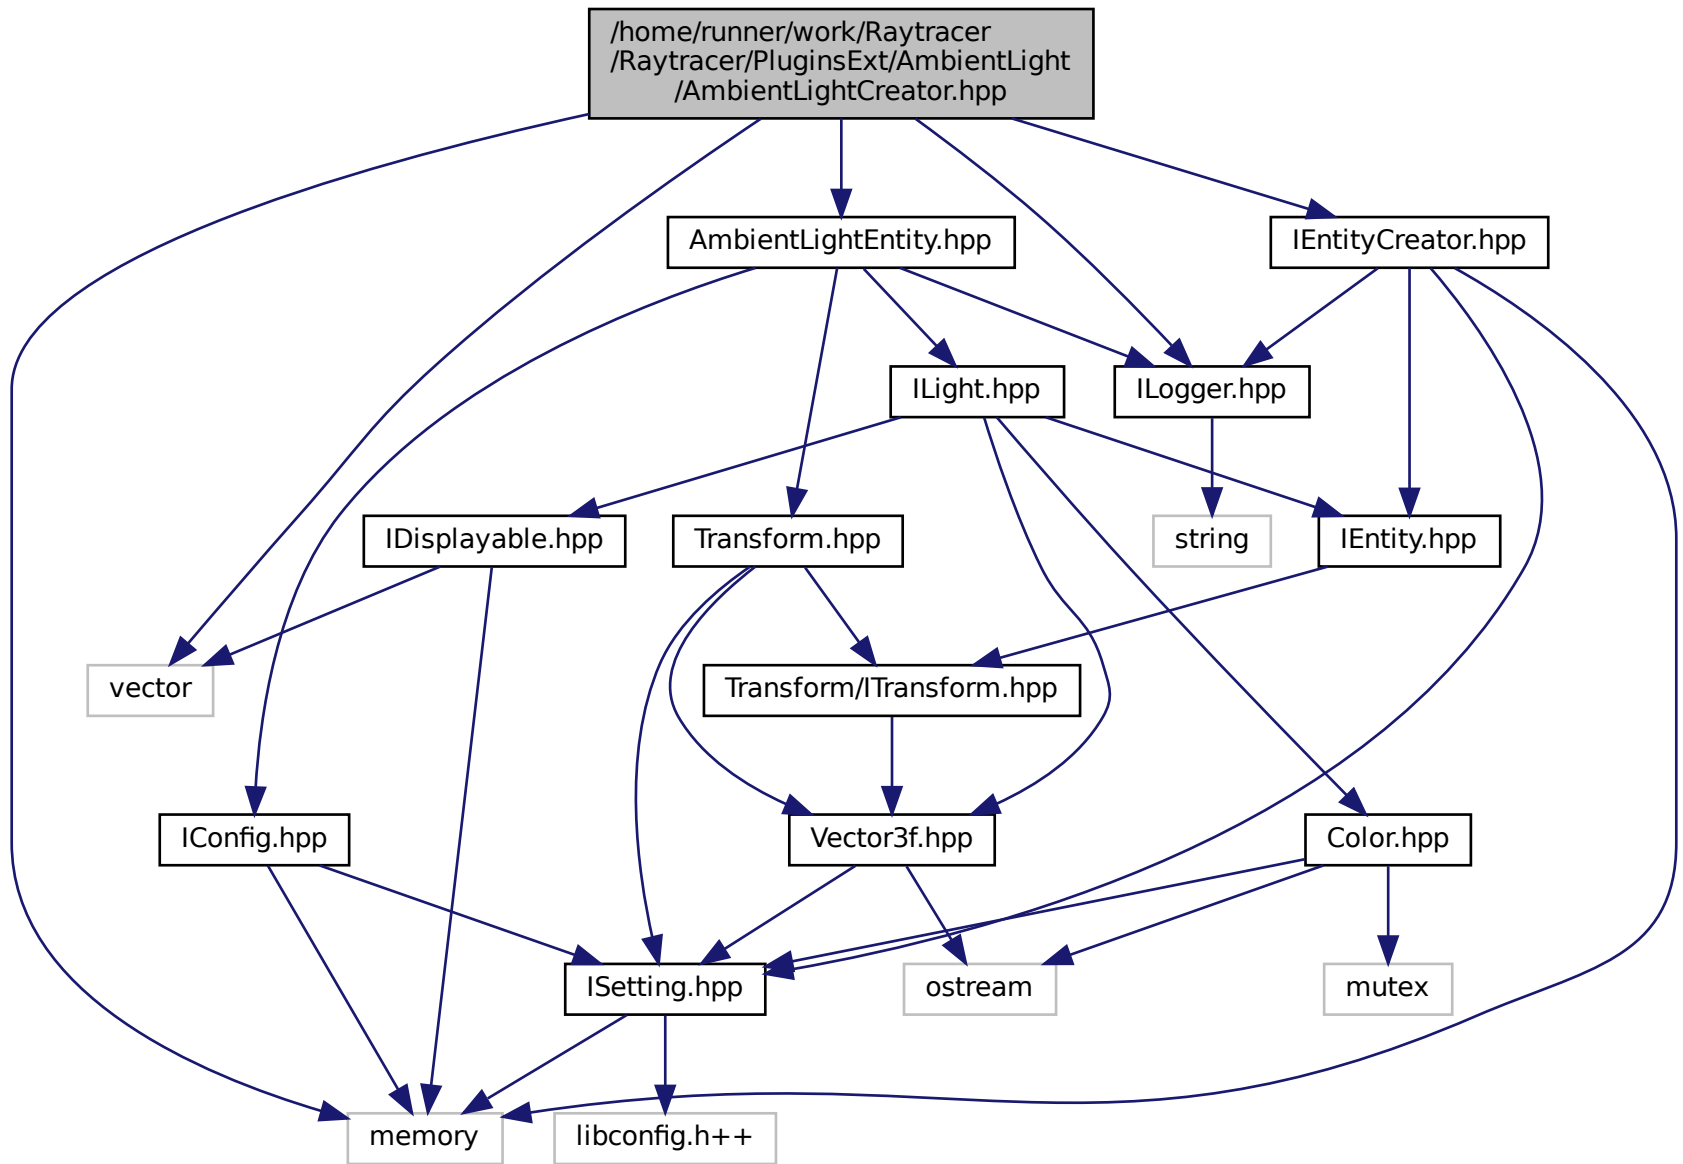 /home/runner/work/Raytracer
/Raytracer/PluginsExt/AmbientLight
/AmbientLightCreator.hpp
AmbientLightEntity.hpp
IEntityCreator.hpp
ILight.hpp
ILogger.hpp
IDisplayable.hpp
Transform.hpp
string
IEntity.hpp
vector
Transform/ITransform.hpp
IConfig.hpp
Vector3f.hpp
Color.hpp
ISetting.hpp
ostream
mutex
memory
libconfig.h++